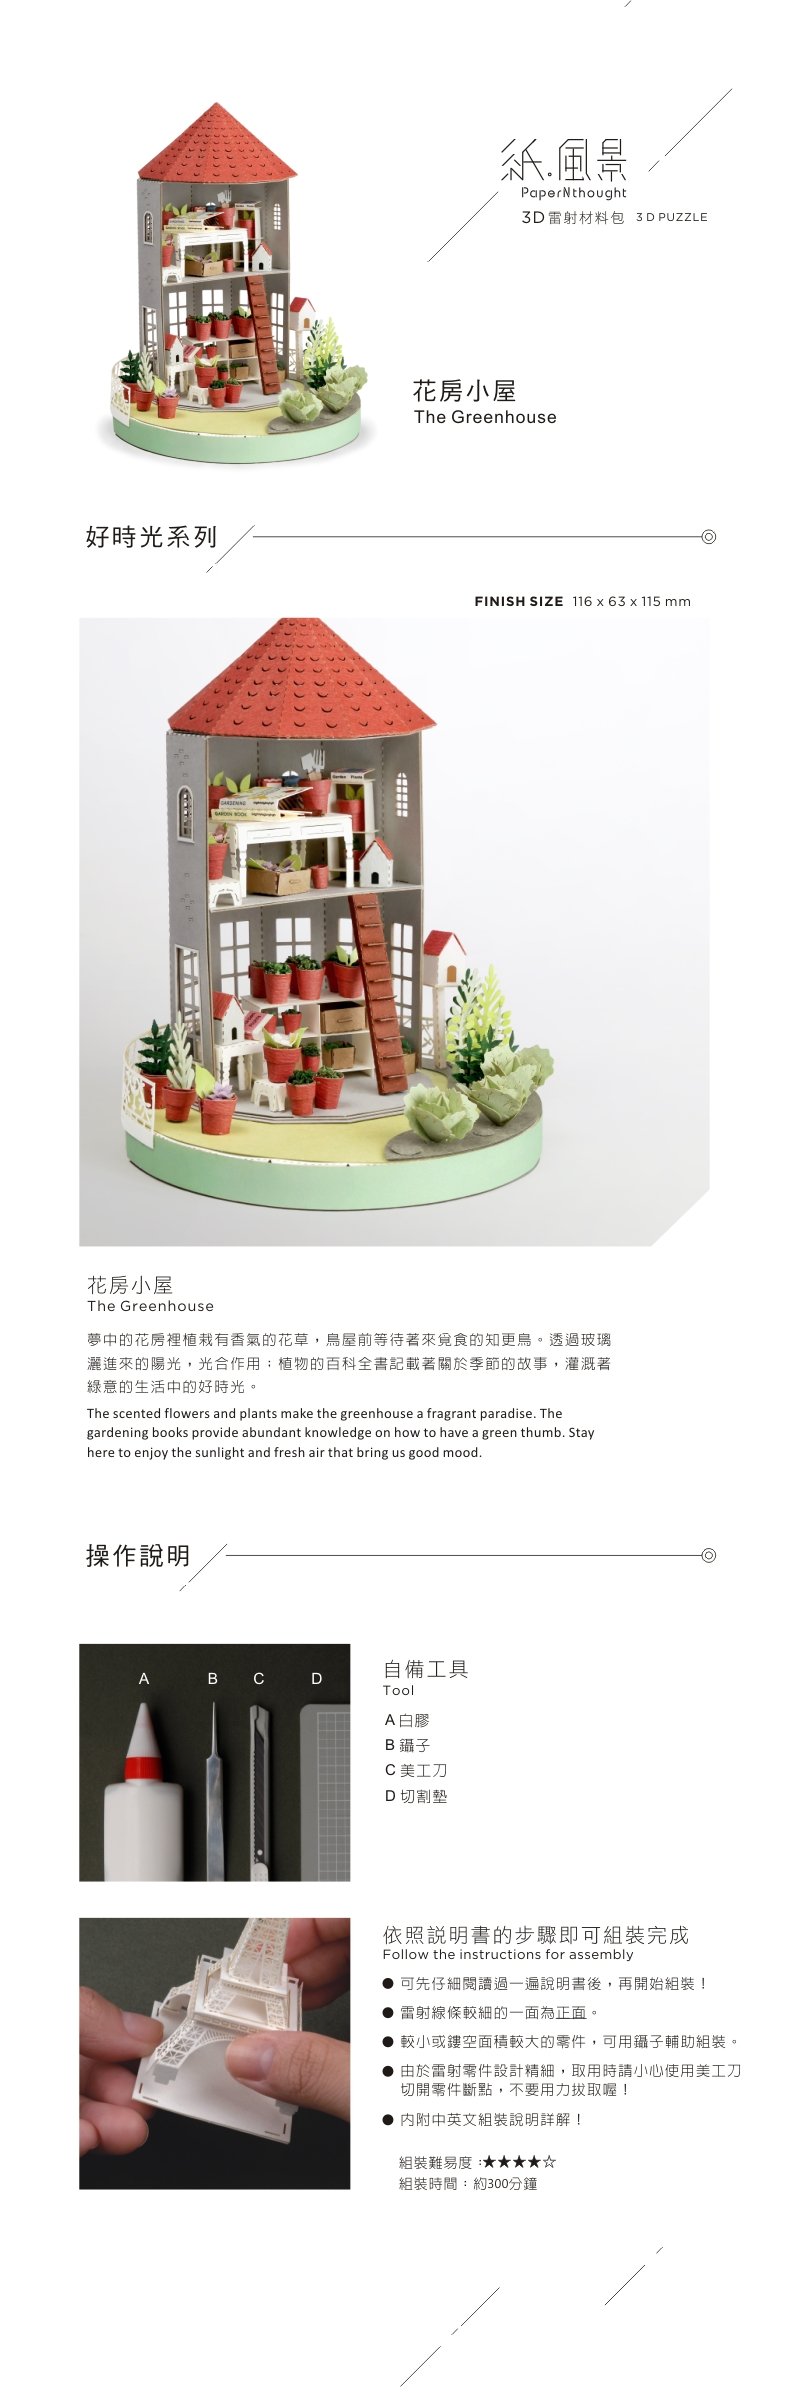 紙.風景
PaperNthought
3D雷射材料包 3D PUZZLE
花房小屋
The Greenhouse
好時光系列
FINISH SIZE 116 x 63 x 115 mm
Garden Plants
GARDENING
GARDEN BOOK
花房小屋
The Greenhouse
夢中的花房裡植栽有香氣的花草，鳥屋前等待著來覓食的知更鳥。透過玻璃
灑進來的陽光，光合作用；植物的百科全書記載著關於季節的故事，灌溉著
綠意的生活中的好時光。
The scented flowers and plants make the greenhouse a fragrant paradise. The
gardening books provide abundant knowledge on how to have a green thumb. Stay
here to enjoy the sunlight and fresh air that bring us good mood.
操作說明
A B C D
自備工具
Tool
A 白膠
B 鑷子
C 美工刀
D 切割墊
依照說明書的步驟即可組裝完成
Follow the instructions for assembly
● 可先仔細閱讀過一遍說明書後，再開始組裝！
● 雷射線條較細的一面為正面。
● 較小或鏤空面積較大的零件，可用鑷子輔助組裝。
● 由於雷射零件設計精細，取用時請小心使用美工刀
切開零件斷點，不要用力拔取喔！
● 內附中英文組裝說明詳解！
組裝難易度：★★★★☆
組裝時間：約300分鐘